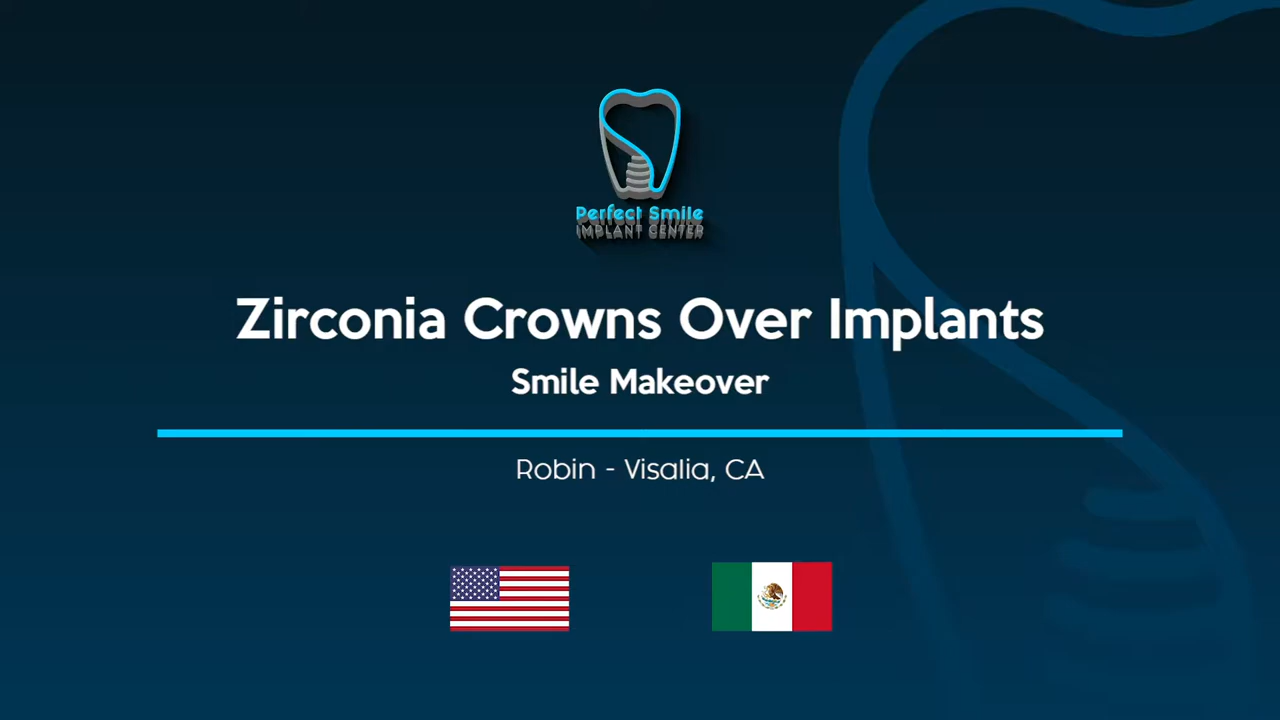 Perfect Smile
IMPLANT CENTER
Zirconia Crowns Over Implants
Smile Makeover
Robin - Visalia, CA